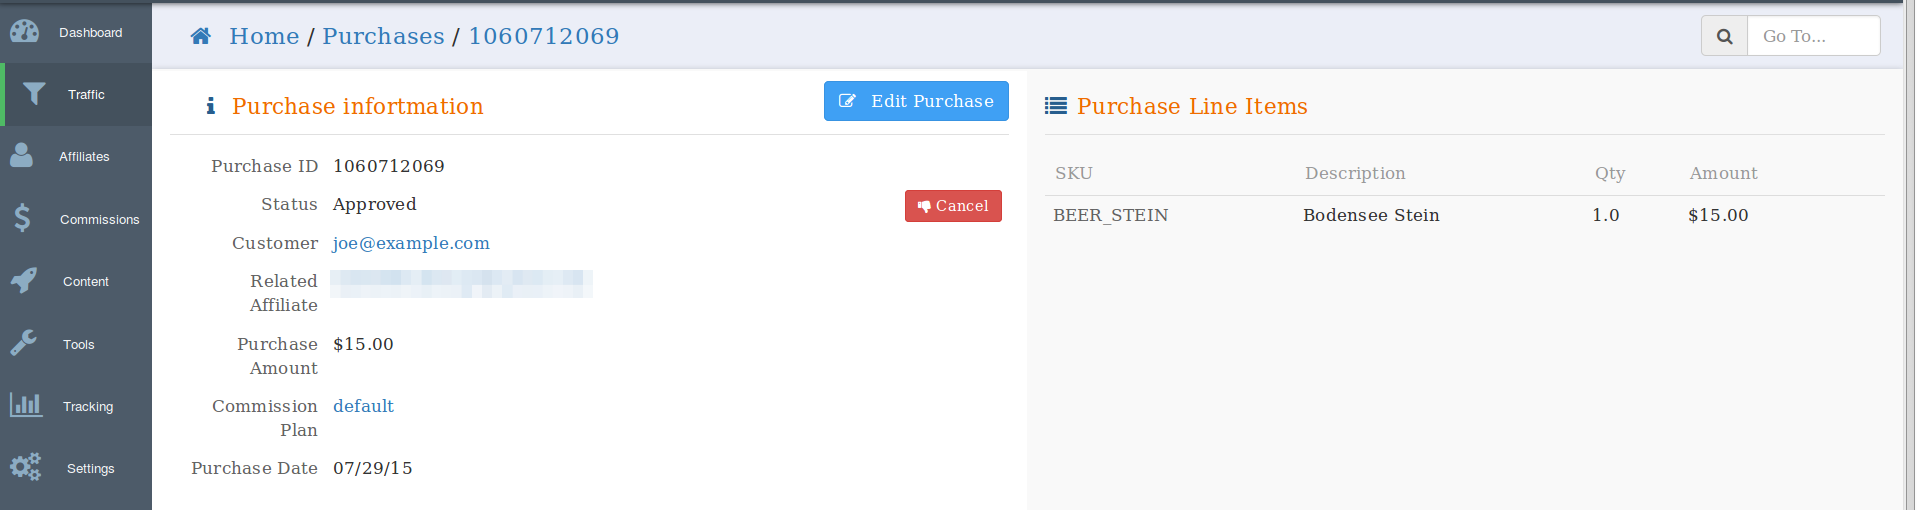 Dashboard
Traffic
Affiliates
Commissions
Content
Tools
Tracking
Settings
Home / Purchases / 1060712069
Go To...
Purchase infortmation
Edit Purchase
Purchase ID 1060712069
Status Approved
Cancel
Customer joe@example.com
Related
Affiliate
Purchase $15.00
Amount
Commission default
Plan
Purchase Date 07/29/15
Purchase Line Items
SKU Description Qty Amount
BEER_STEIN Bodensee Stein 1.0 $15.00